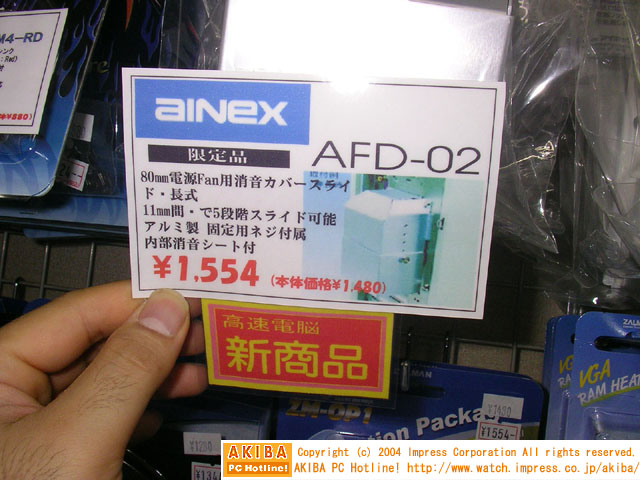 M4-RD
ainex
限定品
AFD-02
80mm電源Fan用消音カバースライ
ド・長式
11mm間・で5段階スライド可能
アルミ製 固定用ネジ付属
内部消音シート付
¥1,554 (本体価格¥1,480)
高速電脳
新商品
ZM-OP1
ZALMAN
VGA
RAM HEAT
¥1554
AKIBA
PC Hotline!
Copyright (c) 2004 Impress Corporation All rights reserved.
AKIBA PC Hotline! http://www.watch.impress.co.jp/akiba/